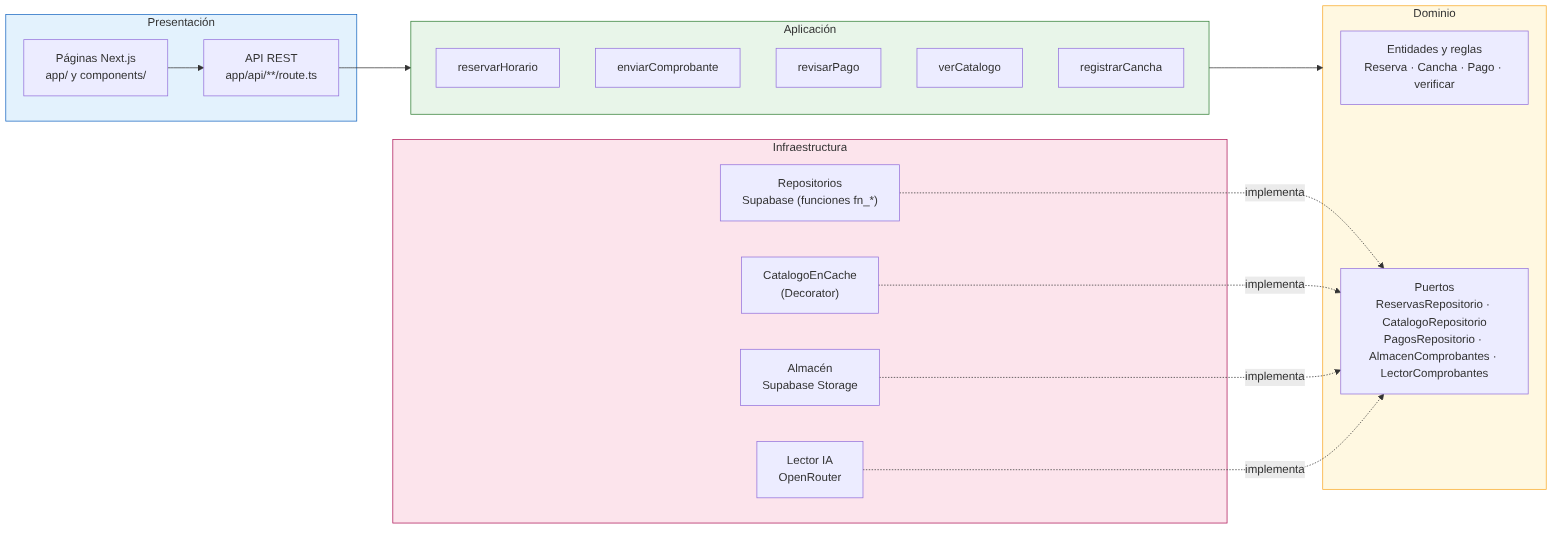 Presentación
Páginas Next.js
app/ y components/
API REST
app/api/**/route.ts
Aplicación
reservarHorario
enviarComprobante
revisarPago
verCatalogo
registrarCancha
Dominio
Entidades y reglas
Reserva · Cancha · Pago ·
verificar
Puertos
ReservasRepositorio ·
CatalogoRepositorio
PagosRepositorio ·
AlmacenComprobantes ·
LectorComprobantes
Infraestructura
Repositorios
Supabase (funciones fn_*)
implementa
CatalogoEnCache
(Decorator)
implementa
Almacén
Supabase Storage
implementa
Lector IA
OpenRouter
implementa